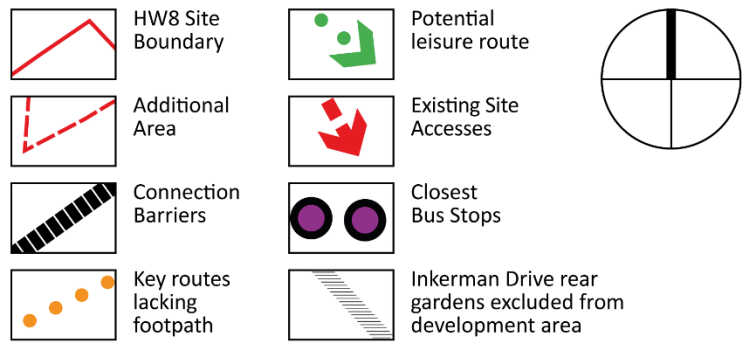 HW8 Site
Boundary
Additional
Area
Connection
Barriers
Key routes
lacking
footpath
Potential
leisure route
Existing Site
Accesses
Closest
Bus Stops
Inkerman Drive rear
gardens excluded from
development area